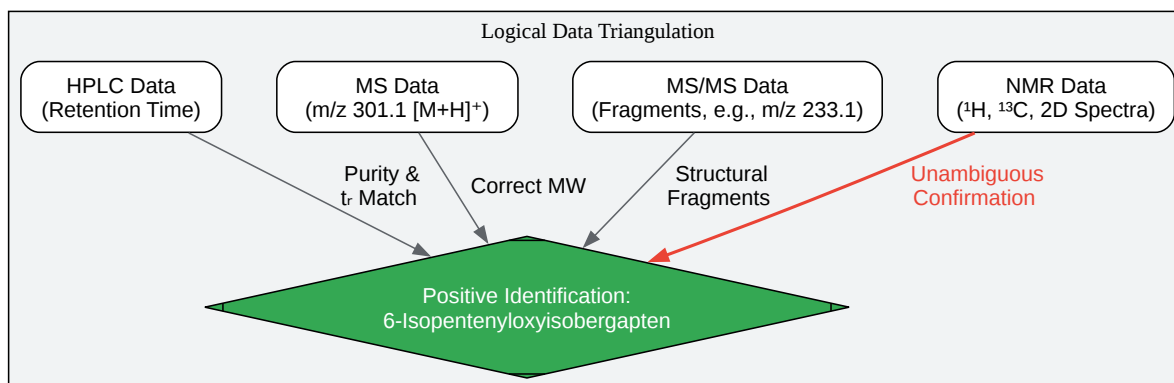 Logical Data Triangulation
HPLC Data
(Retention Time)
MS Data
(m/z 301.1 [M+H]⁺)
MS/MS Data
(Fragments, e.g., m/z 233.1)
NMR Data
(¹H, ¹³C, 2D Spectra)
Purity &
tᵣ Match
Correct MW
Structural
Fragments
Unambiguous
Confirmation
Positive Identification:
6-Isopentenyloxyisobergapten